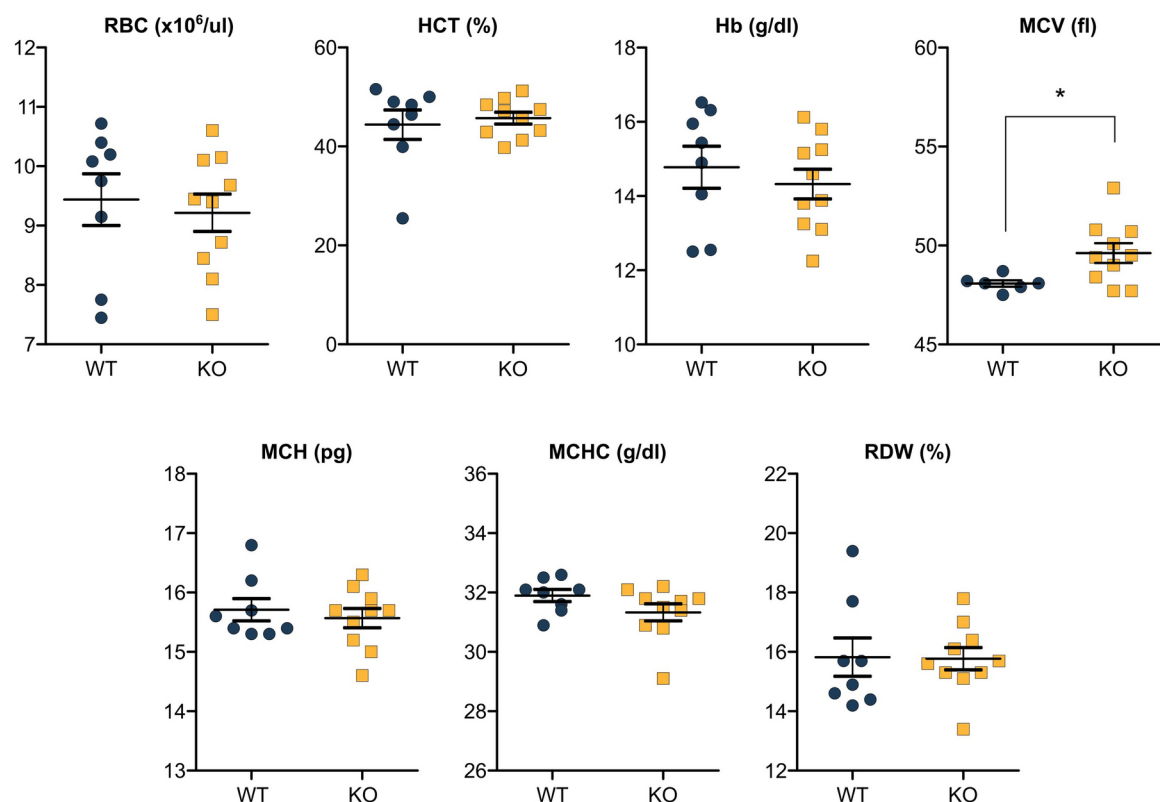 RBC (x10⁶/ul)
12
11
10
9
8
7
WT
KO
HCT (%)
60
40
20
0
WT
KO
Hb (g/dl)
18
16
14
12
10
WT
KO
MCV (fl)
60
55
50
45
*
WT
KO
MCH (pg)
18
17
16
15
14
13
WT
KO
MCHC (g/dl)
36
34
32
30
28
26
WT
KO
RDW (%)
22
20
18
16
14
12
WT
KO